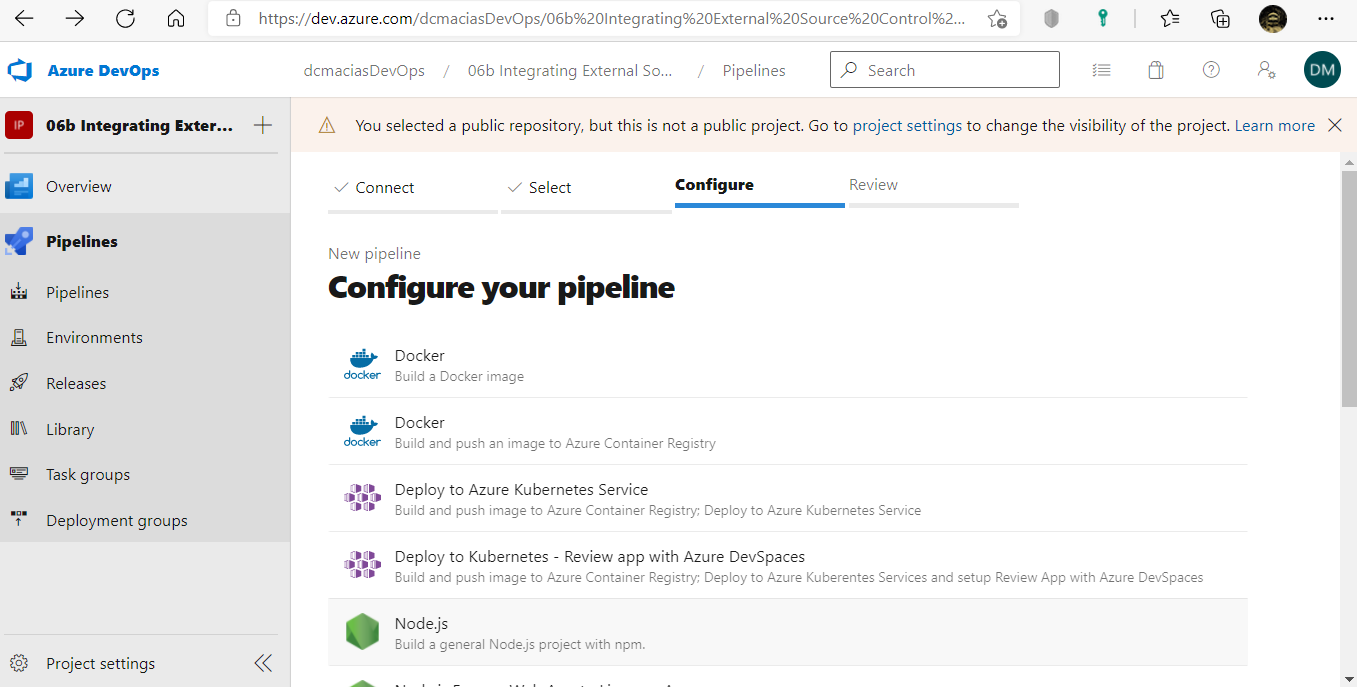 https://dev.azure.com/dcmaciasDevOps/06b%20Integrating%20External%20Source%20Control%2...
Azure DevOps
dcmaciasDevOps / 06b Integrating External So... / Pipelines
Search
DM
IP
06b Integrating Exter...
You selected a public repository, but this is not a public project. Go to project settings to change the visibility of the project. Learn more
Overview
Pipelines
Pipelines
Environments
Releases
Library
Task groups
Deployment groups
Project settings
Connect
Select
Configure
Review
New pipeline
Configure your pipeline
docker
Docker
Build a Docker image
docker
Docker
Build and push an image to Azure Container Registry
Deploy to Azure Kubernetes Service
Build and push image to Azure Container Registry; Deploy to Azure Kubernetes Service
Deploy to Kubernetes - Review app with Azure DevSpaces
Build and push image to Azure Container Registry; Deploy to Azure Kuberentes Services and setup Review App with Azure DevSpaces
Node.js
Build a general Node.js project with npm.